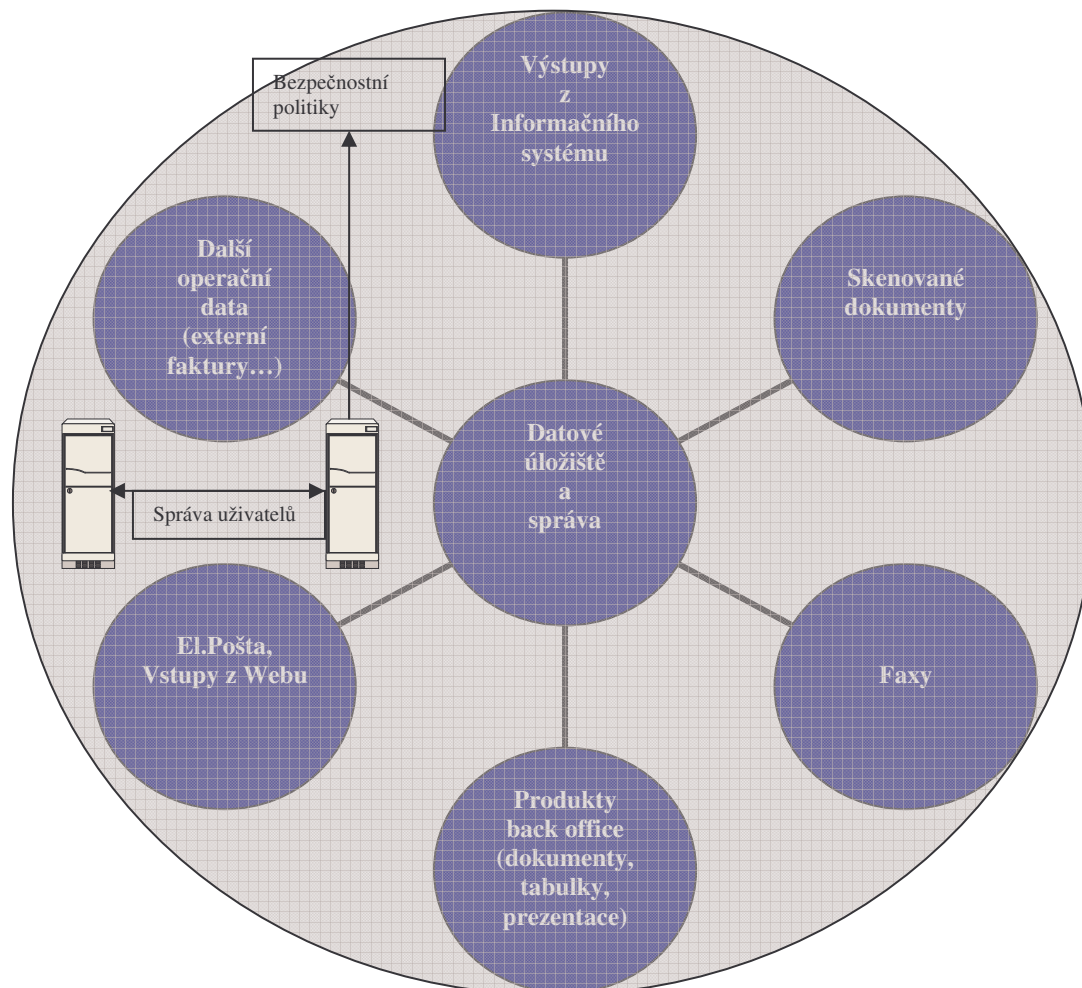 Výstupy
z
Informačního
systému
Bezpečnostní
politiky
Další
operační
data
(externí
faktury…)
Skenované
dokumenty
Datové
úložiště
a
správa
Správa uživatelů
El.Pošta,
Vstupy z Webu
Faxy
Produkty
back office
(dokumenty,
tabulky,
prezentace)